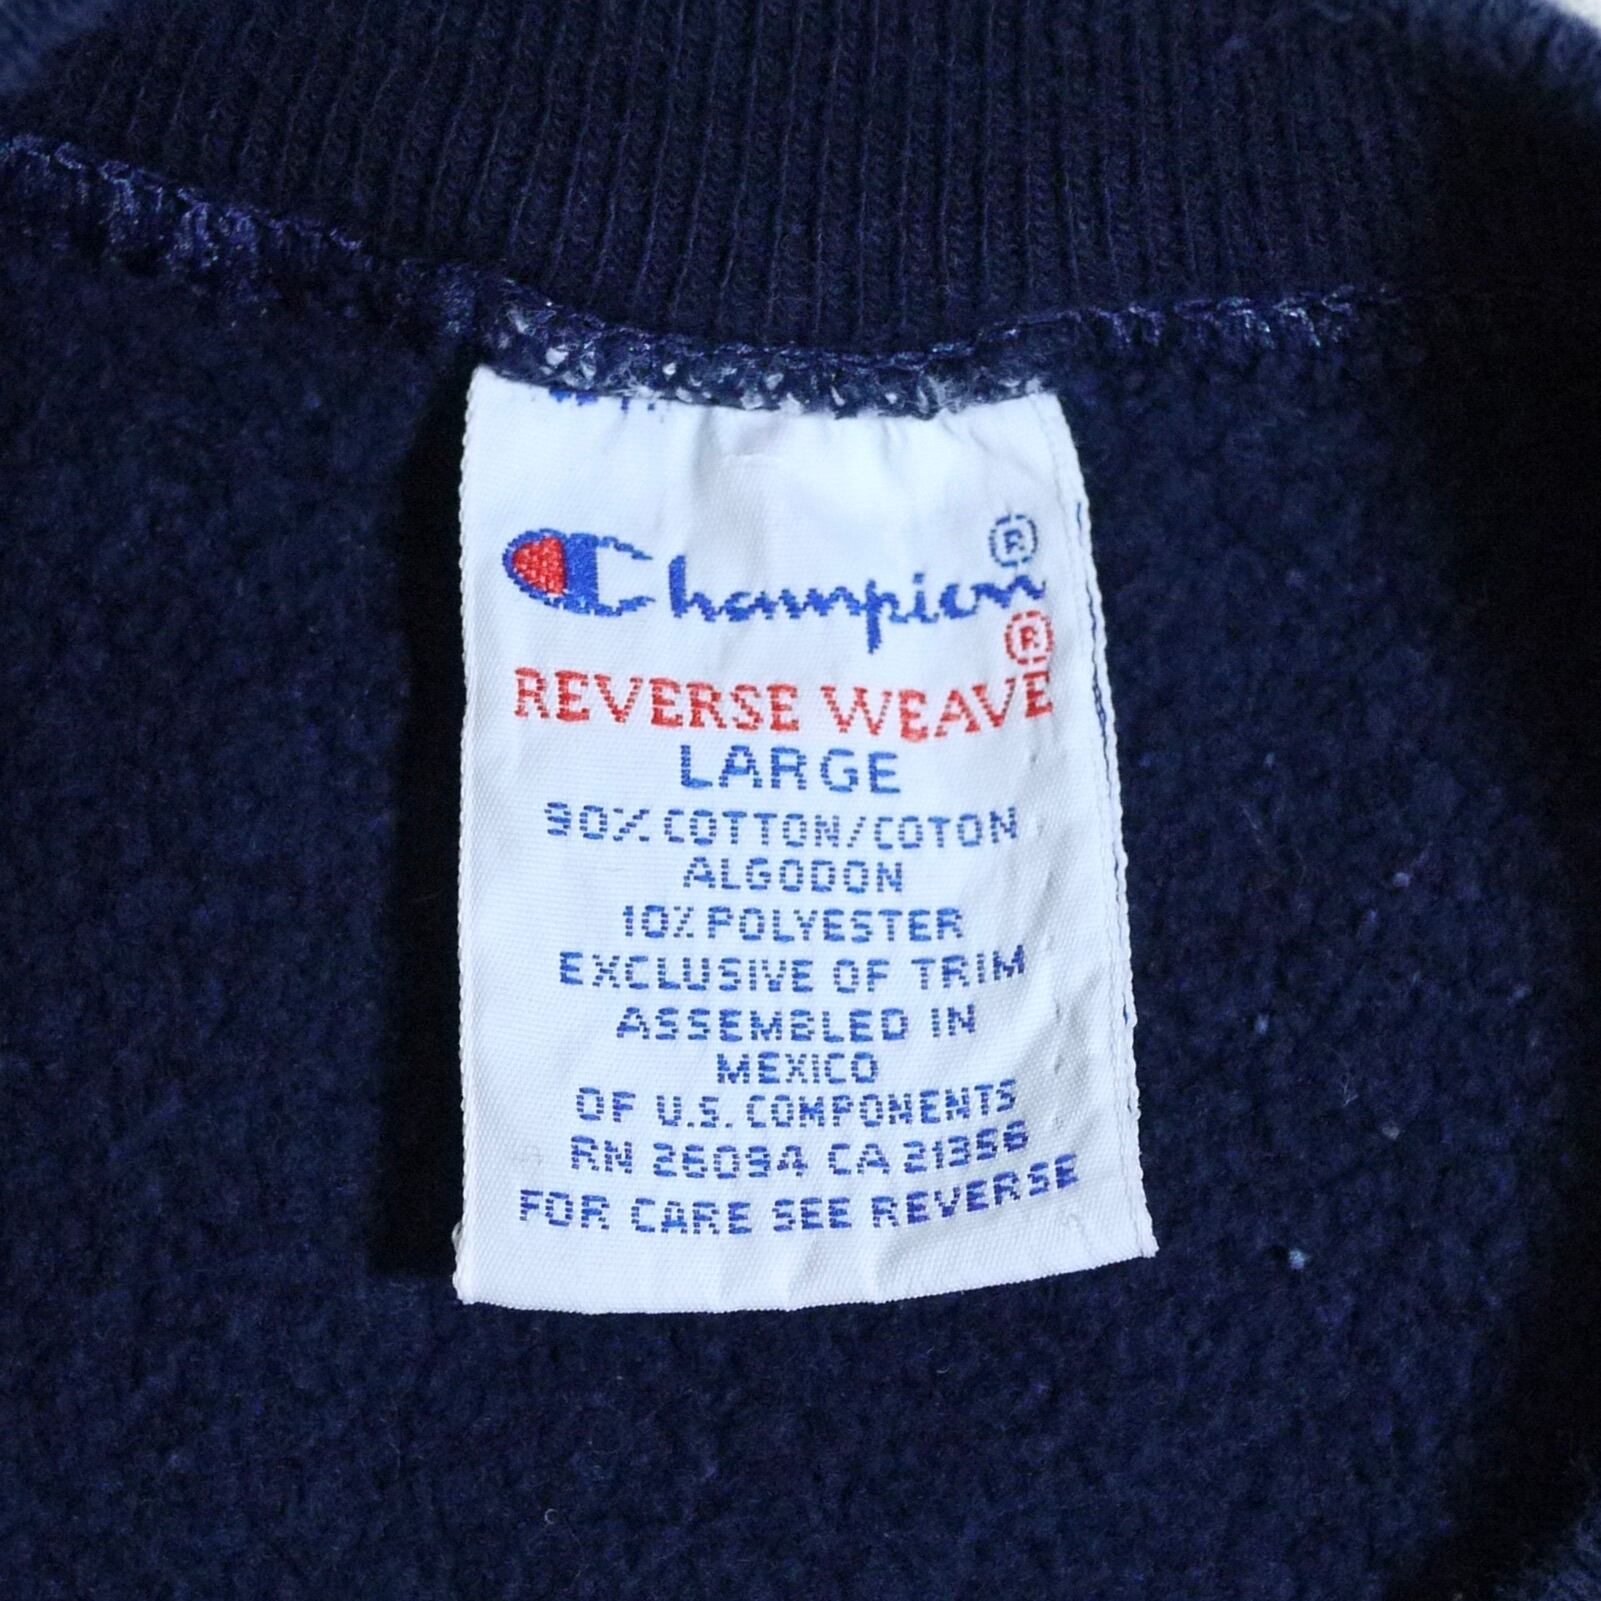 Champion®
REVERSE WEAVE®
LARGE
90% COTTON/COTON
ALGODON
10% POLYESTER
EXCLUSIVE OF TRIM
ASSEMBLED IN
MEXICO
OF U.S. COMPONENTS
RN 26094 CA 21356
FOR CARE SEE REVERSE